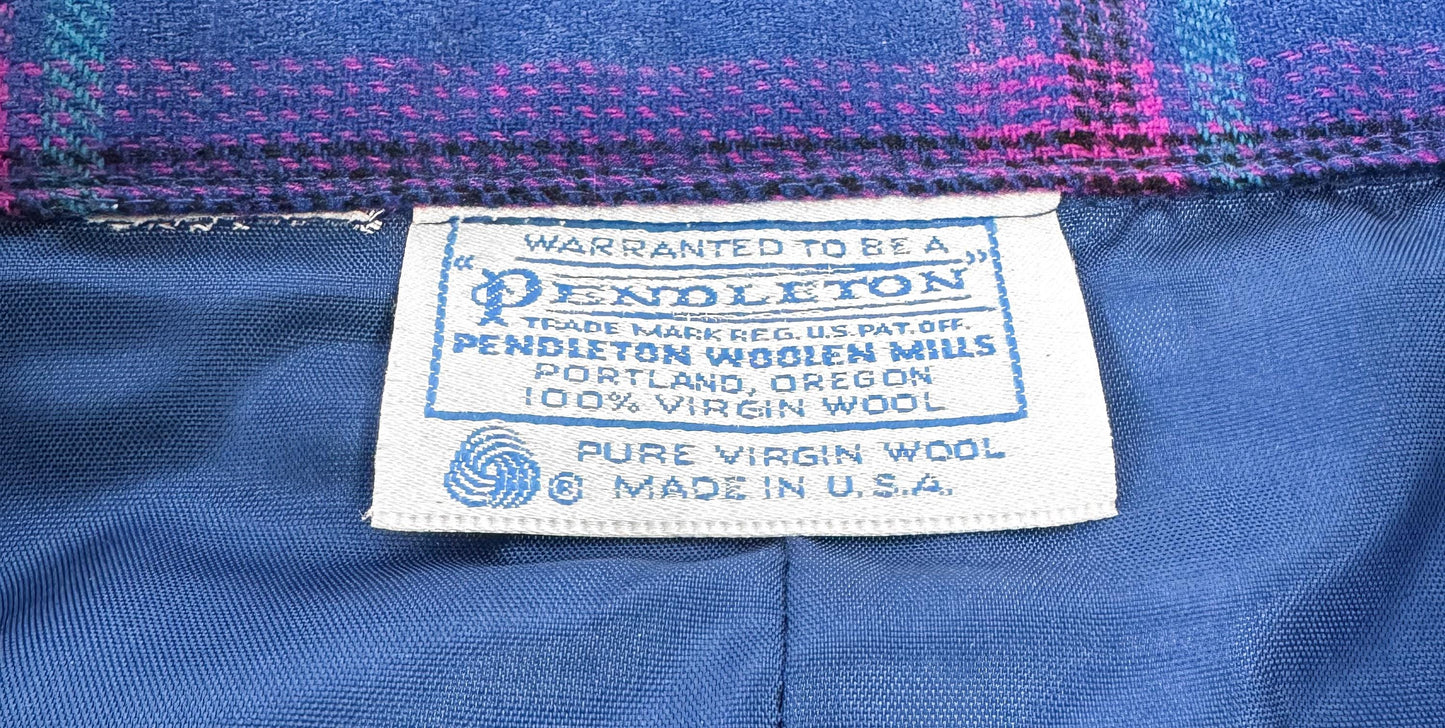 WARRANTED TO BE A
"PENDLETON"
TRADE MARK REG. U.S. PAT. OFF.
PENDLETON WOOLEN MILLS
PORTLAND, OREGON
100% VIRGIN WOOL
PURE VIRGIN WOOL
® MADE IN U.S.A.